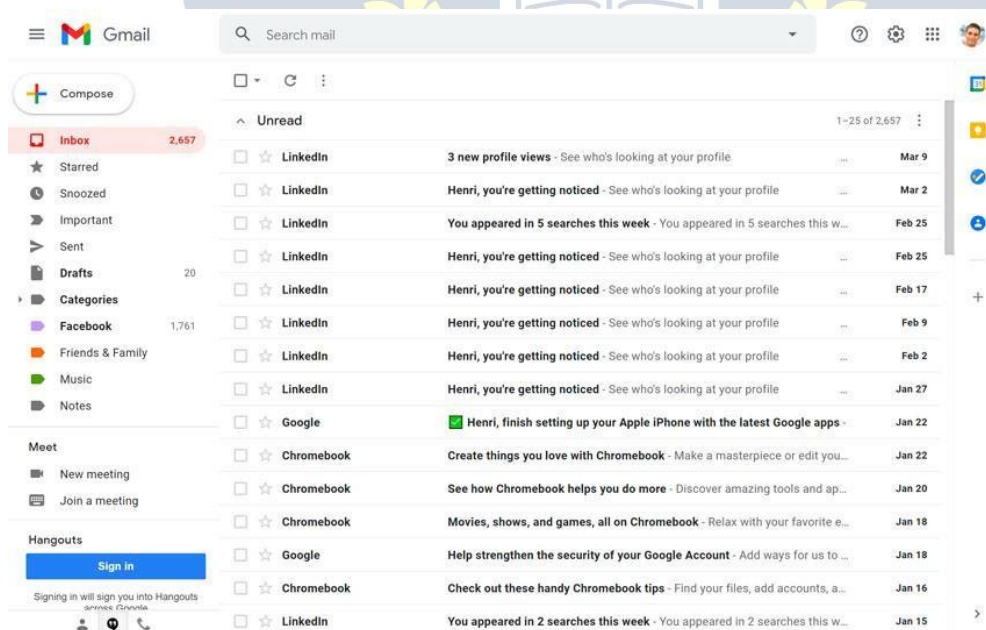 Gmail
Search mail
Compose
Inbox 2,657
Starred
Snoozed
Important
Sent
Drafts 20
Categories
Facebook 1,761
Friends & Family
Music
Notes
Meet
New meeting
Join a meeting
Hangouts
Sign in
Signing in will sign you into Hangouts
across Google
Unread 1–25 of 2,657
LinkedIn 3 new profile views - See who's looking at your profile ... Mar 9
LinkedIn Henri, you're getting noticed - See who's looking at your profile ... Mar 2
LinkedIn You appeared in 5 searches this week - You appeared in 5 searches this w... Feb 25
LinkedIn Henri, you're getting noticed - See who's looking at your profile ... Feb 25
LinkedIn Henri, you're getting noticed - See who's looking at your profile ... Feb 17
LinkedIn Henri, you're getting noticed - See who's looking at your profile ... Feb 9
LinkedIn Henri, you're getting noticed - See who's looking at your profile ... Feb 2
LinkedIn Henri, you're getting noticed - See who's looking at your profile ... Jan 27
Google ✅ Henri, finish setting up your Apple iPhone with the latest Google apps - Jan 22
Chromebook Create things you love with Chromebook - Make a masterpiece or edit you... Jan 22
Chromebook See how Chromebook helps you do more - Discover amazing tools and ap... Jan 20
Chromebook Movies, shows, and games, all on Chromebook - Relax with your favorite e... Jan 18
Google Help strengthen the security of your Google Account - Add ways for us to ... Jan 18
Chromebook Check out these handy Chromebook tips - Find your files, add accounts, a... Jan 16
LinkedIn You appeared in 2 searches this week - You appeared in 2 searches this w... Jan 15